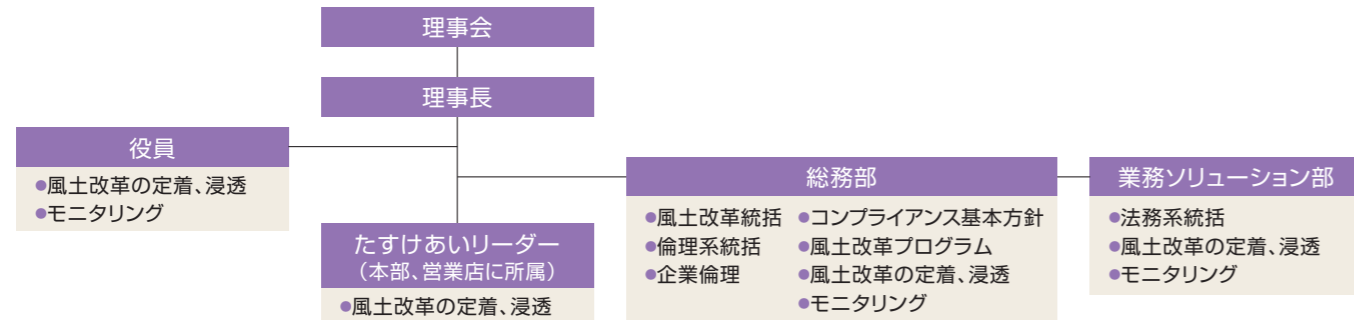 理事会
理事長
役員
●風土改革の定着、浸透
●モニタリング
たすけあいリーダー
（本部、営業店に所属）
●風土改革の定着、浸透
総務部
●風土改革統括
●倫理系統括
●企業倫理
●コンプライアンス基本方針
●風土改革プログラム
●風土改革の定着、浸透
●モニタリング
業務ソリューション部
●法務系統括
●風土改革の定着、浸透
●モニタリング